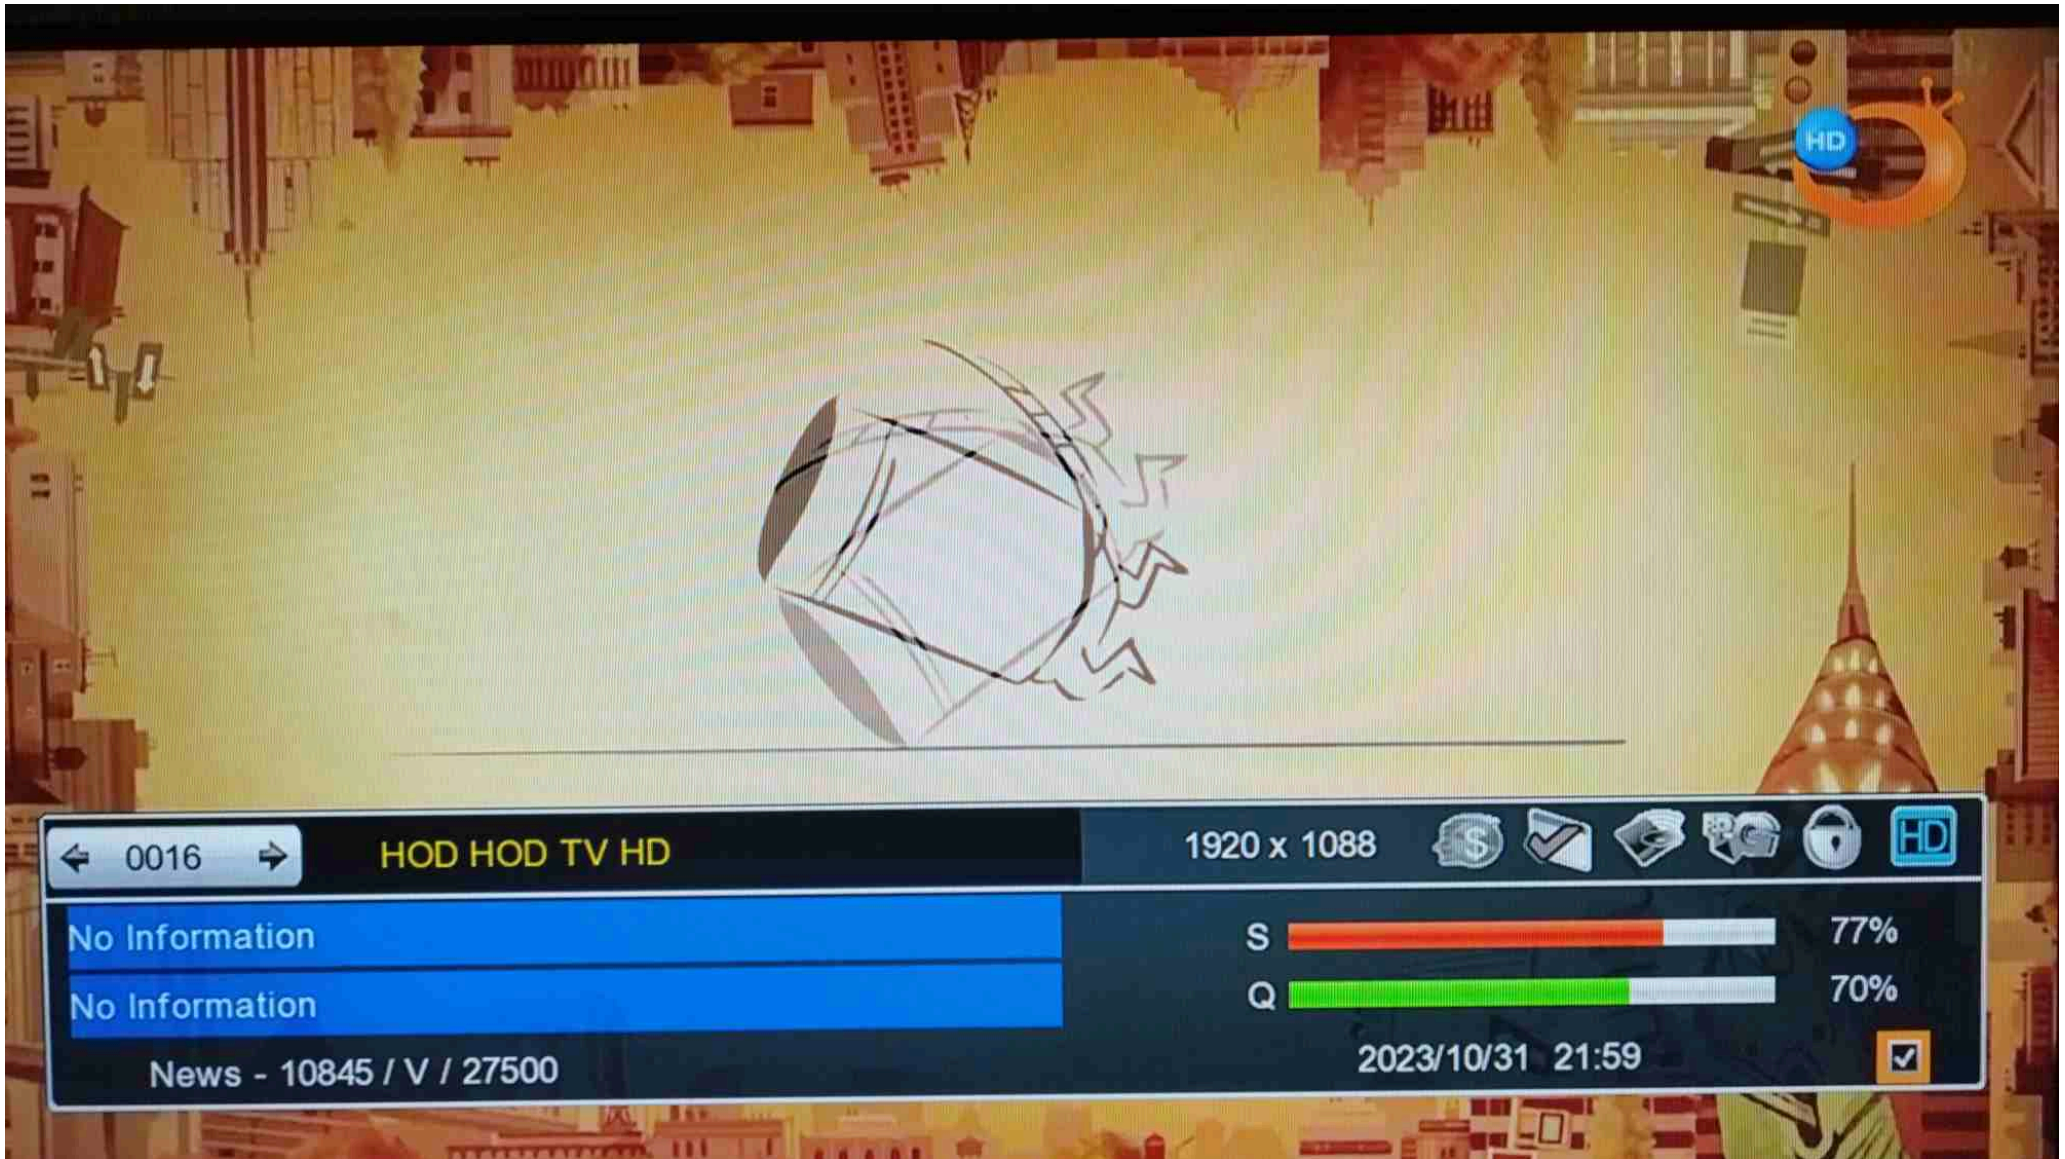 HD
0016
HOD HOD TV HD
1920 x 1088
$
HD
No Information
S
77%
No Information
Q
70%
News - 10845 / V / 27500
2023/10/31 21:59